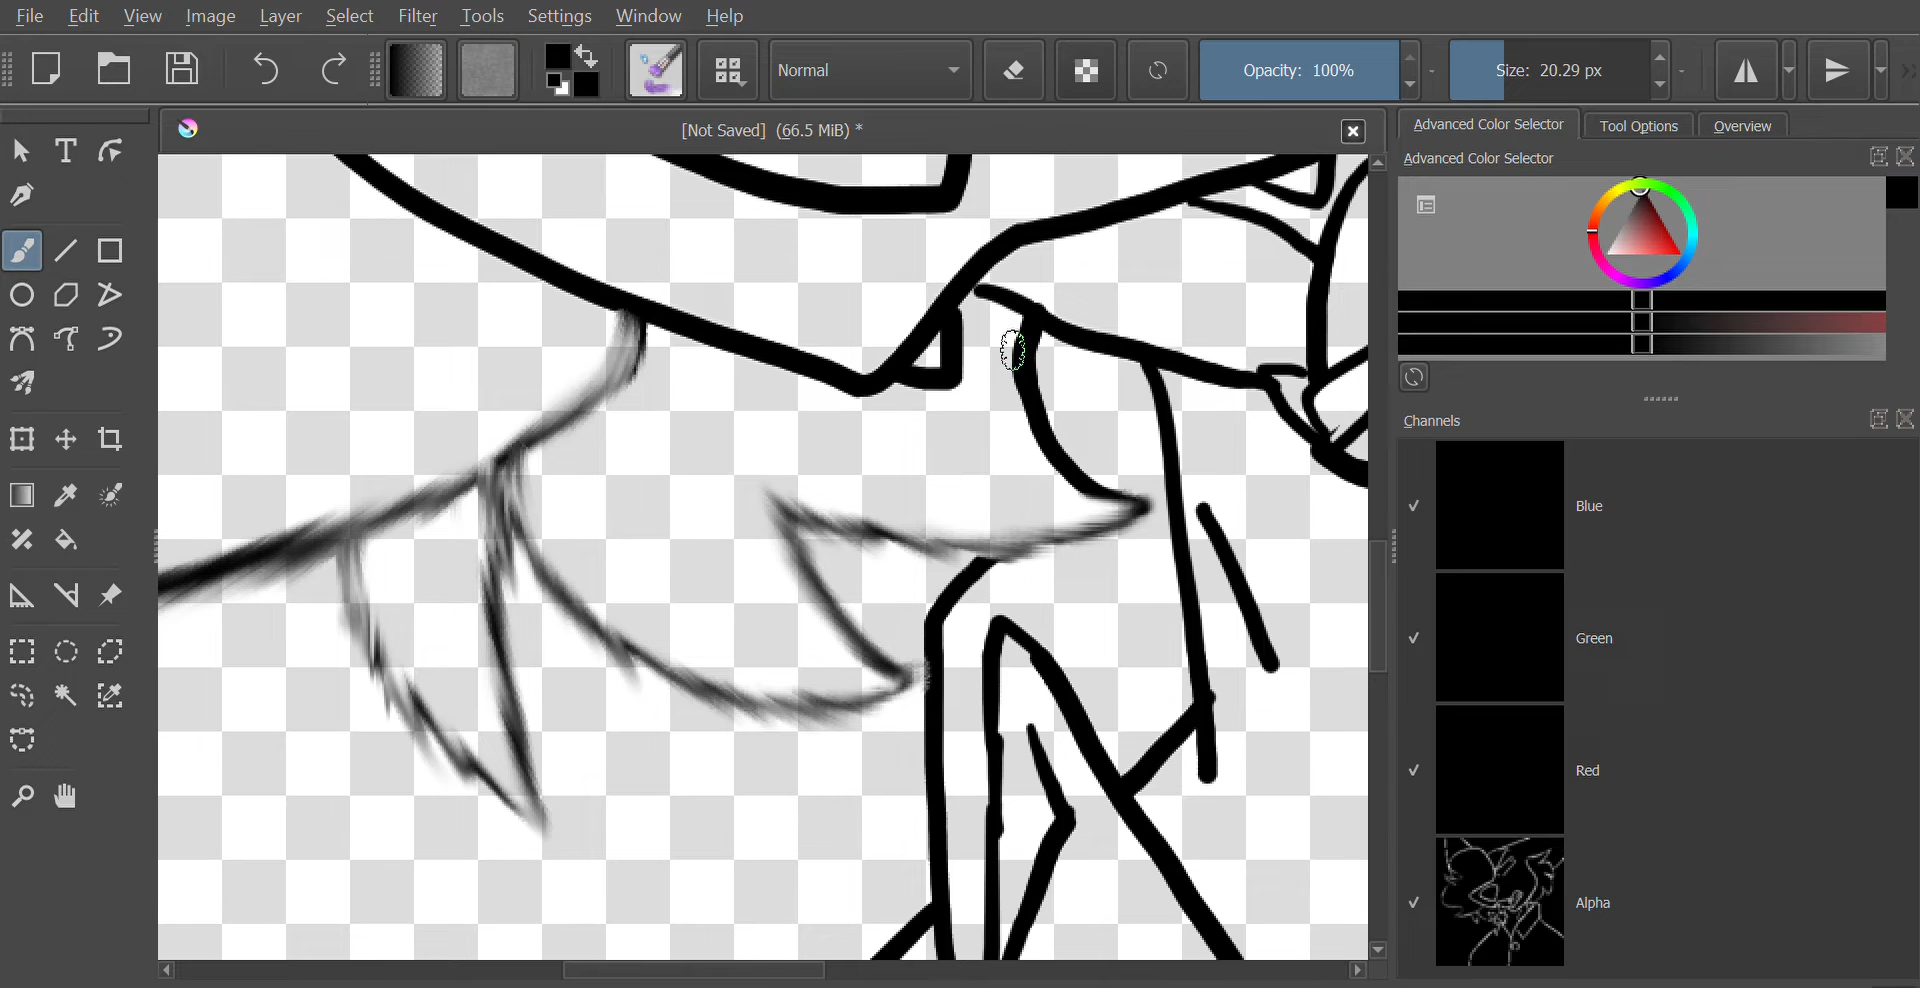 File Edit View Image Layer Select Filter Tools Settings Window Help
Normal
Opacity: 100%
Size: 20.29 px
[Not Saved] (66.5 MiB) *
Advanced Color Selector
Tool Options
Overview
Advanced Color Selector
Channels
Blue
Green
Red
Alpha